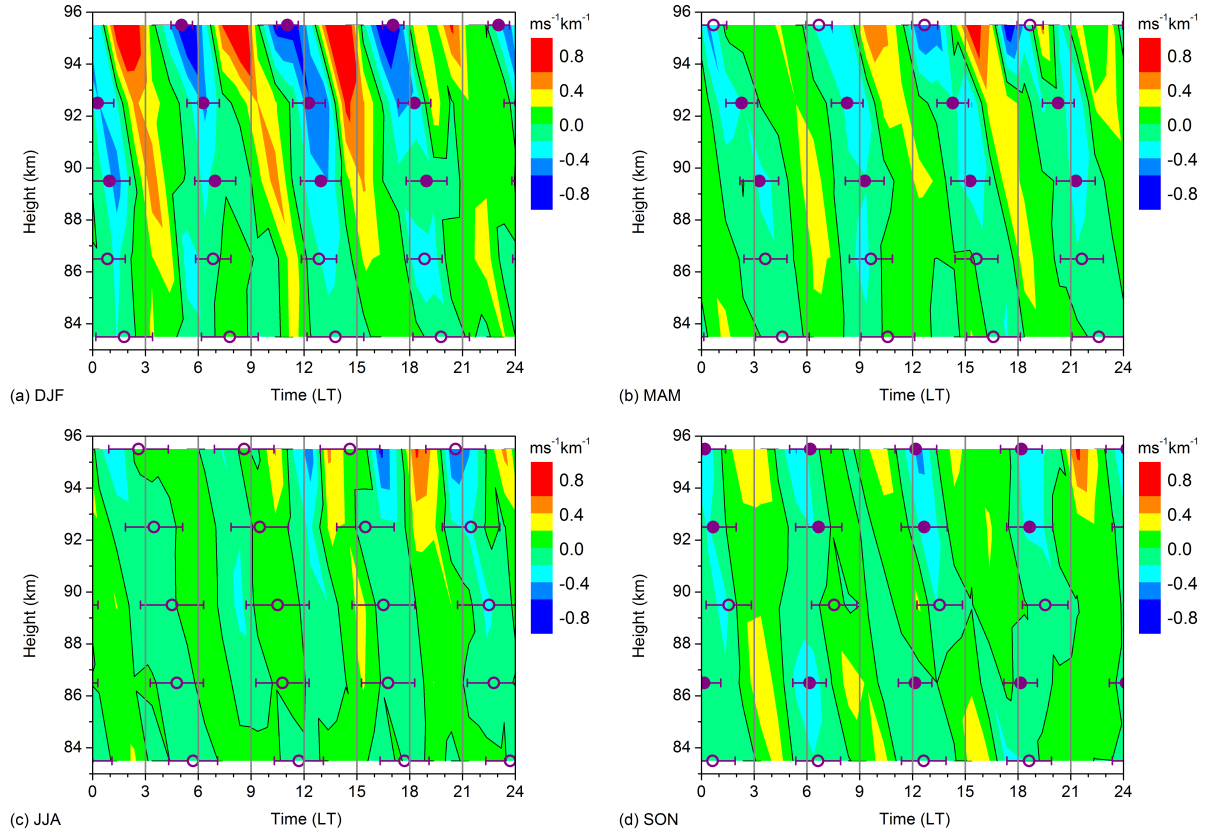 96
94
92
90
88
86
84
Height (km)
0 3 6 9 12 15 18 21 24
Time (LT)
(a) DJF
ms⁻¹km⁻¹
0.8
0.4
0.0
-0.4
-0.8
96
94
92
90
88
86
84
Height (km)
0 3 6 9 12 15 18 21 24
Time (LT)
(b) MAM
ms⁻¹km⁻¹
0.8
0.4
0.0
-0.4
-0.8
96
94
92
90
88
86
84
Height (km)
0 3 6 9 12 15 18 21 24
Time (LT)
(c) JJA
ms⁻¹km⁻¹
0.8
0.4
0.0
-0.4
-0.8
96
94
92
90
88
86
84
Height (km)
0 3 6 9 12 15 18 21 24
Time (LT)
(d) SON
ms⁻¹km⁻¹
0.8
0.4
0.0
-0.4
-0.8